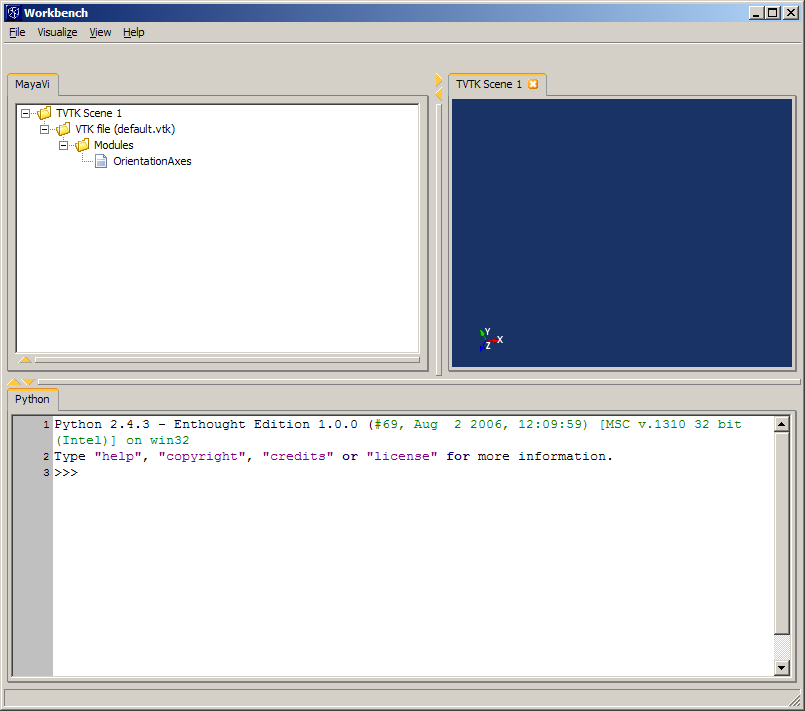 Workbench
File Visualize View Help
MayaVi
TVTK Scene 1
VTK file (default.vtk)
Modules
OrientationAxes
TVTK Scene 1
Y
X
Z
Python
1 Python 2.4.3 - Enthought Edition 1.0.0 (#69, Aug  2 2006, 12:09:59) [MSC v.1310 32 bit
(Intel)] on win32
2 Type "help", "copyright", "credits" or "license" for more information.
3 >>>